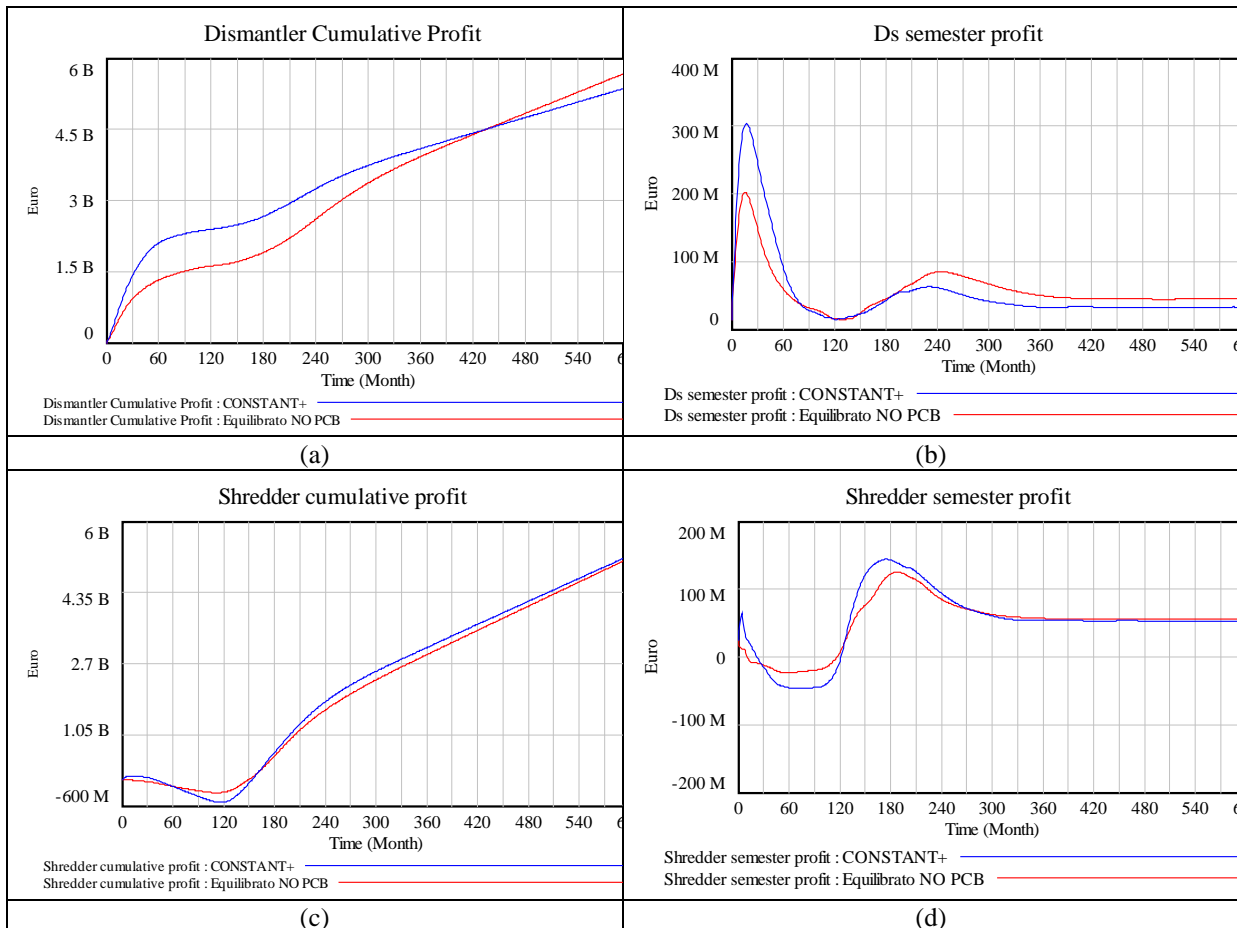 Dismantler Cumulative Profit
6 B
4.5 B
3 B
1.5 B
0
Euro
0 60 120 180 240 300 360 420 480 540 6
Time (Month)
Dismantler Cumulative Profit : CONSTANT+
Dismantler Cumulative Profit : Equilibrato NO PCB
(a)
Ds semester profit
400 M
300 M
200 M
100 M
0
Euro
0 60 120 180 240 300 360 420 480 540 6
Time (Month)
Ds semester profit : CONSTANT+
Ds semester profit : Equilibrato NO PCB
(b)
Shredder cumulative profit
6 B
4.35 B
2.7 B
1.05 B
-600 M
Euro
0 60 120 180 240 300 360 420 480 540 6
Time (Month)
Shredder cumulative profit : CONSTANT+
Shredder cumulative profit : Equilibrato NO PCB
(c)
Shredder semester profit
200 M
100 M
0
-100 M
-200 M
Euro
0 60 120 180 240 300 360 420 480 540 6
Time (Month)
Shredder semester profit : CONSTANT+
Shredder semester profit : Equilibrato NO PCB
(d)